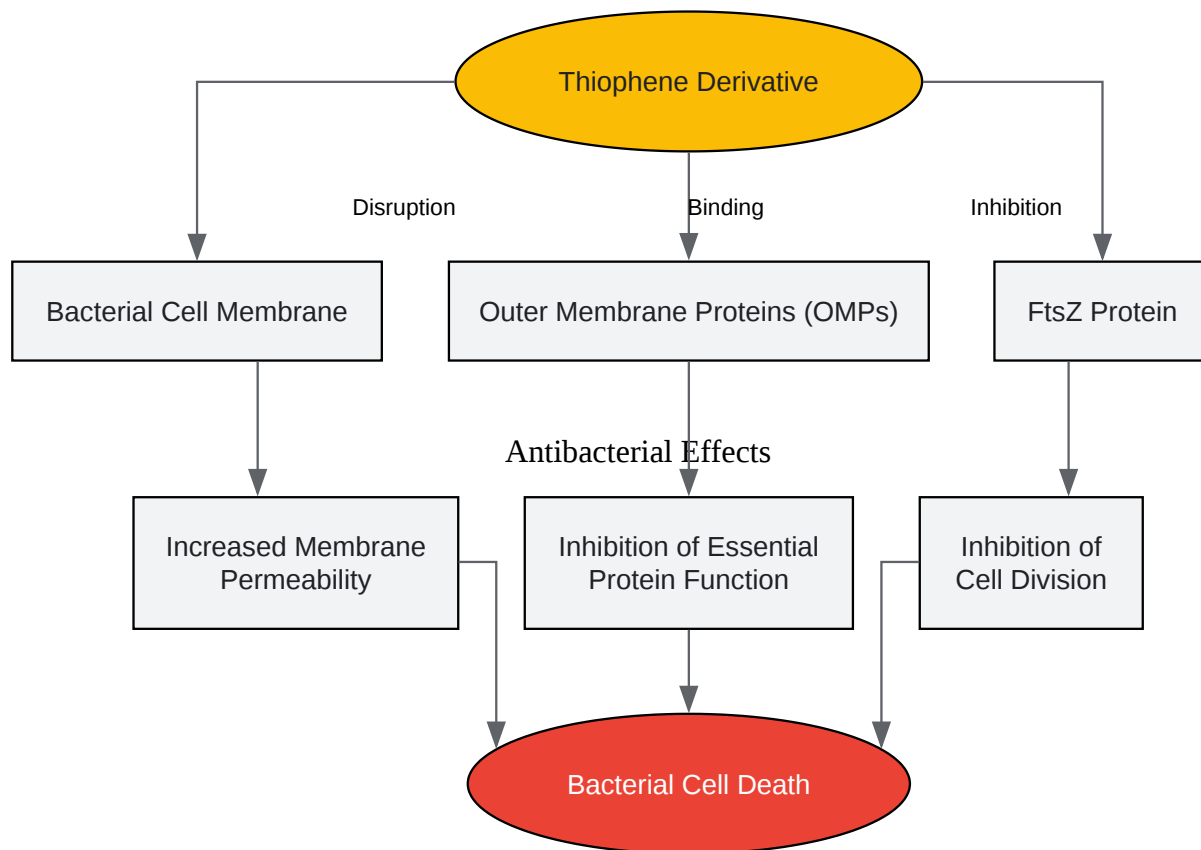 Thiophene Derivative
Disruption
Binding
Inhibition
Bacterial Cell Membrane
Outer Membrane Proteins (OMPs)
FtsZ Protein
Antibacterial Effects
Increased Membrane
Permeability
Inhibition of Essential
Protein Function
Inhibition of
Cell Division
Bacterial Cell Death